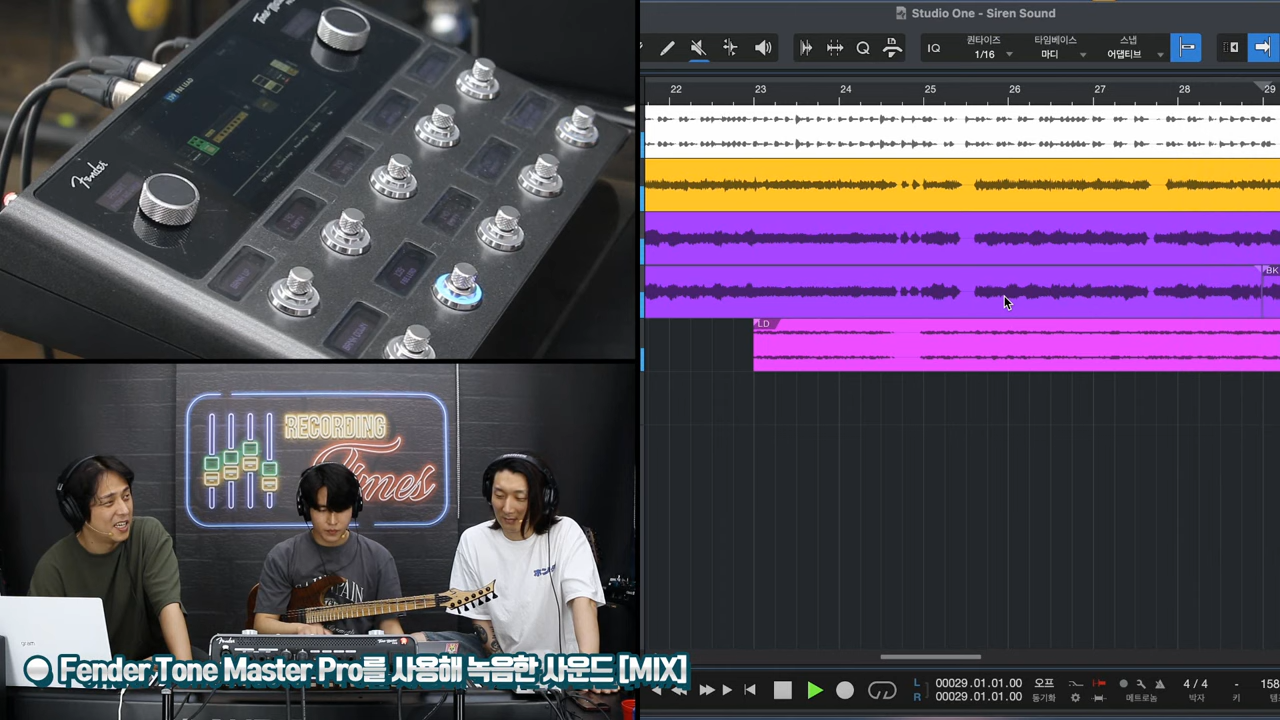 Fender
RECORDING
Times
Fender Tone Master Pro를 사용해 녹음한 사운드 [MIX]
Studio One - Siren Sound
IQ
퀀타이즈
1/16
타임베이스
마디
스냅
어댑티브
22 23 24 25 26 27 28 29
BK
LD
L 00029.01.01.00
R 00029.01.01.00
오프
동기화
메트로놈
4 / 4
박자
-
키
158